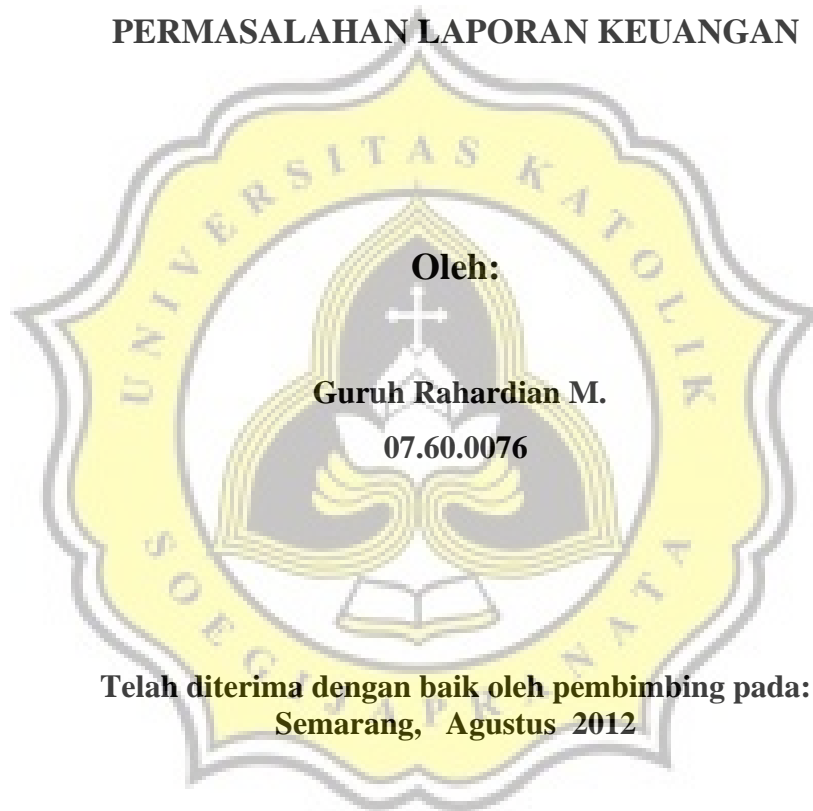 PERMASALAHAN LAPORAN KEUANGAN
UNIVERSITAS KATOLIK
Oleh:
Guruh Rahardian M.
07.60.0076
SOEGIJAPRANATA
Telah diterima dengan baik oleh pembimbing pada:
Semarang, Agustus 2012